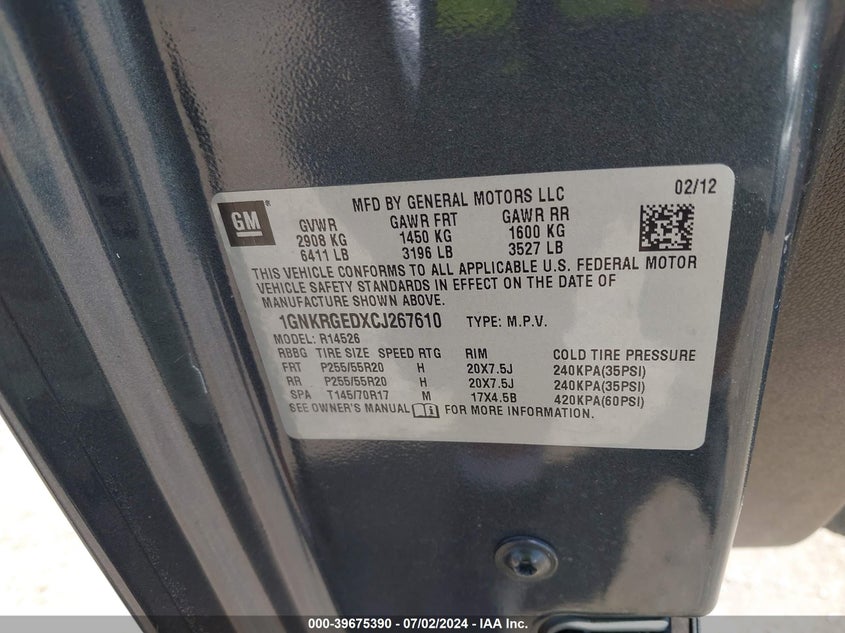 GM
MFD BY GENERAL MOTORS LLC
02/12
GVWR GAWR FRT GAWR RR
2908 KG 1450 KG 1600 KG
6411 LB 3196 LB 3527 LB
THIS VEHICLE CONFORMS TO ALL APPLICABLE U.S. FEDERAL MOTOR
VEHICLE SAFETY STANDARDS IN EFFECT ON THE DATE OF
MANUFACTURE SHOWN ABOVE.
1GNKRGEDXCJ267610 TYPE: M.P.V.
MODEL: R14526
RBBG TIRE SIZE SPEED RTG RIM COLD TIRE PRESSURE
FRT P255/55R20 H 20X7.5J 240KPA(35PSI)
RR P255/55R20 H 20X7.5J 240KPA(35PSI)
SPA T145/70R17 M 17X4.5B 420KPA(60PSI)
SEE OWNER'S MANUAL FOR MORE INFORMATION.
000-39675390 - 07/02/2024 - IAA Inc.